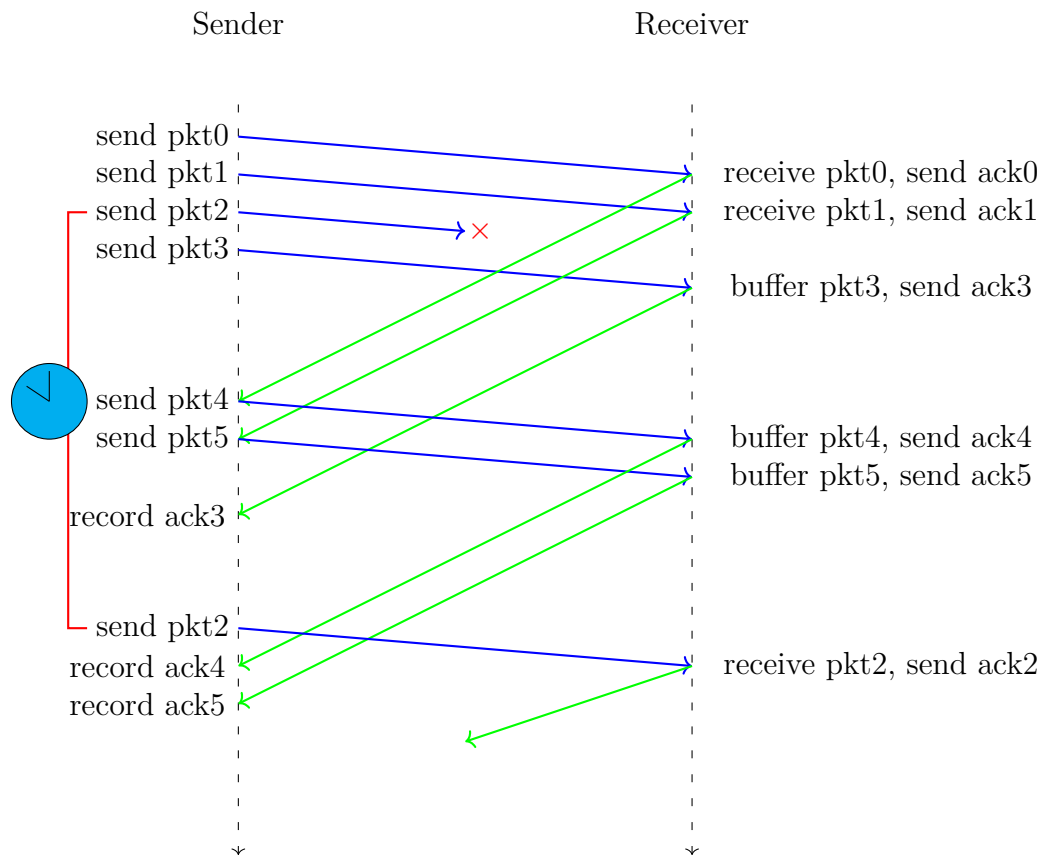 Sender
Receiver
send pkt0
send pkt1
receive pkt0, send ack0
send pkt2
receive pkt1, send ack1
send pkt3
buffer pkt3, send ack3
send pkt4
send pkt5
buffer pkt4, send ack4
buffer pkt5, send ack5
record ack3
send pkt2
record ack4
receive pkt2, send ack2
record ack5